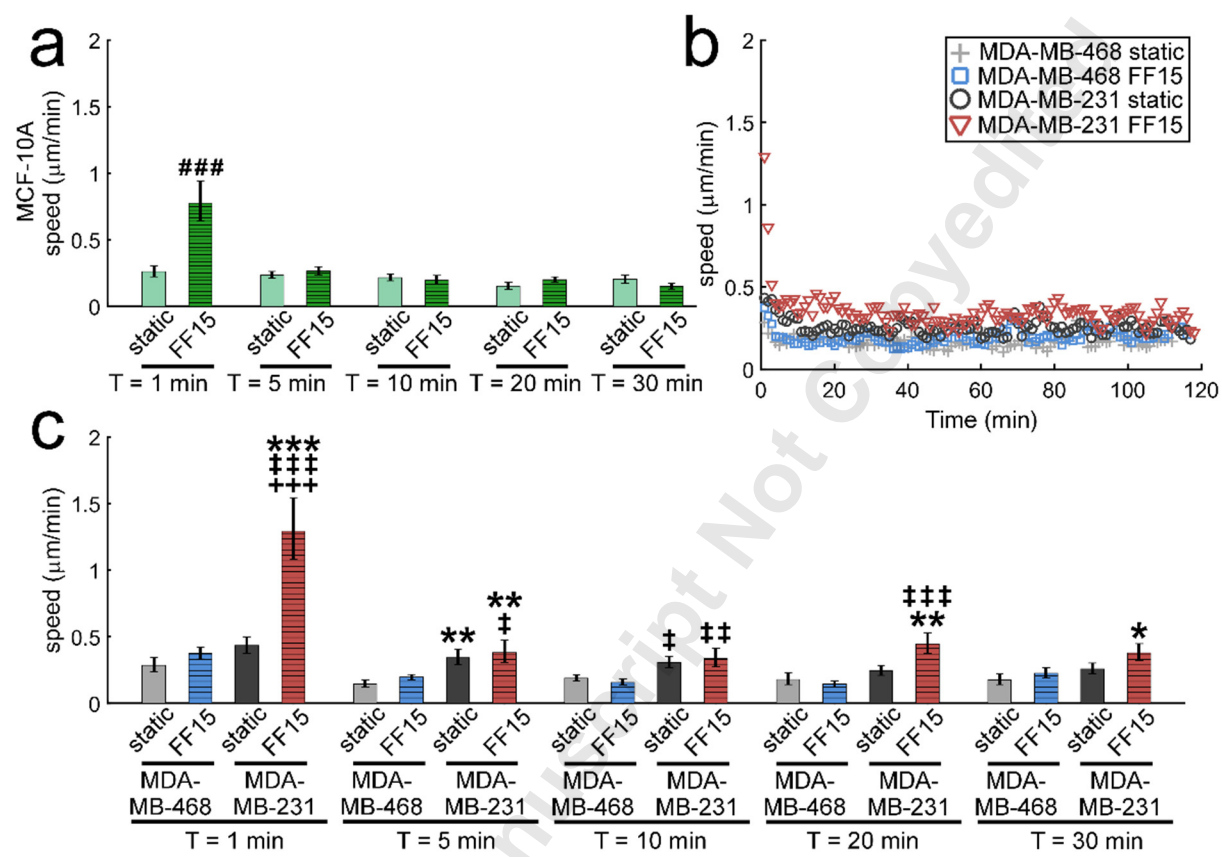 a
2
1.5
1
0.5
0
MCF-10A
speed (μm/min)
###
static
FF15
static
FF15
static
FF15
static
FF15
static
FF15
T = 1 min
T = 5 min
T = 10 min
T = 20 min
T = 30 min
b
2
1.5
1
0.5
0
speed (μm/min)
MDA-MB-468 static
MDA-MB-468 FF15
MDA-MB-231 static
MDA-MB-231 FF15
0
20
40
60
80
100
120
Time (min)
c
2
1.5
1
0.5
0
speed (μm/min)
***
‡‡‡
+++
**
**
‡
‡
‡‡
‡‡‡
**
*
static
FF15
static
FF15
static
FF15
static
FF15
static
FF15
static
FF15
static
FF15
static
FF15
static
FF15
static
FF15
MDA-
MB-468
MDA-
MB-231
MDA-
MB-468
MDA-
MB-231
MDA-
MB-468
MDA-
MB-231
MDA-
MB-468
MDA-
MB-231
MDA-
MB-468
MDA-
MB-231
T = 1 min
T = 5 min
T = 10 min
T = 20 min
T = 30 min
nuscript Not Copyedited